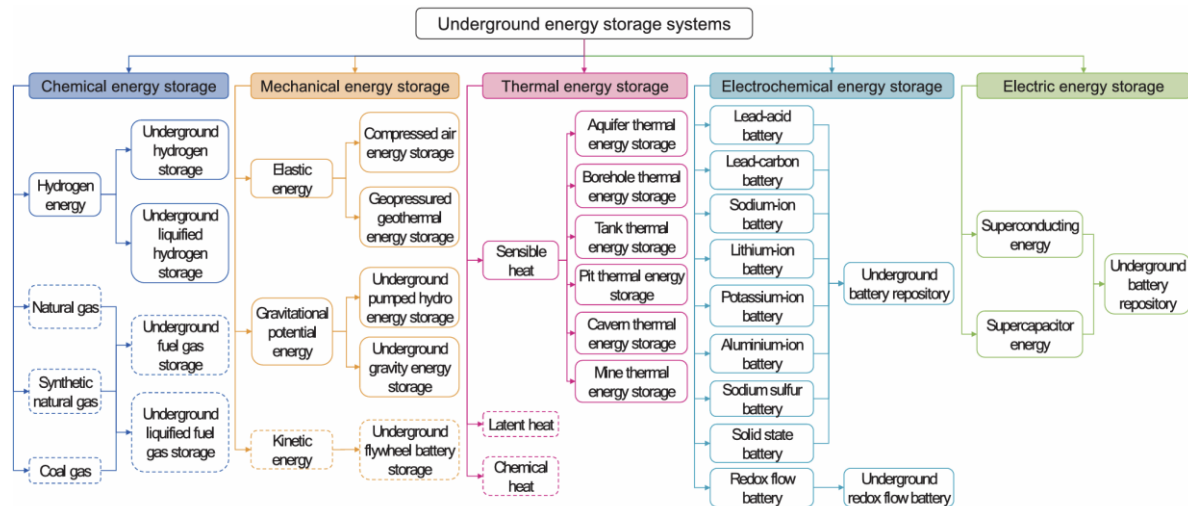 Underground energy storage systems
Chemical energy storage
Mechanical energy storage
Thermal energy storage
Electrochemical energy storage
Electric energy storage
Hydrogen
energy
Underground
hydrogen
storage
Underground
liquified
hydrogen
storage
Natural gas
Synthetic
natural gas
Coal gas
Underground
fuel gas
storage
Underground
liquified fuel
gas storage
Elastic
energy
Compressed air
energy storage
Geopressured
geothermal
energy storage
Gravitational
potential
energy
Underground
pumped hydro
energy storage
Underground
gravity energy
storage
Kinetic
energy
Underground
flywheel battery
storage
Sensible
heat
Aquifer thermal
energy storage
Borehole thermal
energy storage
Tank thermal
energy storage
Pit thermal energy
storage
Cavern thermal
energy storage
Mine thermal
energy storage
Latent heat
Chemical
heat
Lead-acid
battery
Lead-carbon
battery
Sodium-ion
battery
Lithium-ion
battery
Potassium-ion
battery
Aluminium-ion
battery
Sodium sulfur
battery
Solid state
battery
Redox flow
battery
Underground
battery repository
Underground
redox flow battery
Superconducting
energy
Supercapacitor
energy
Underground
battery
repository